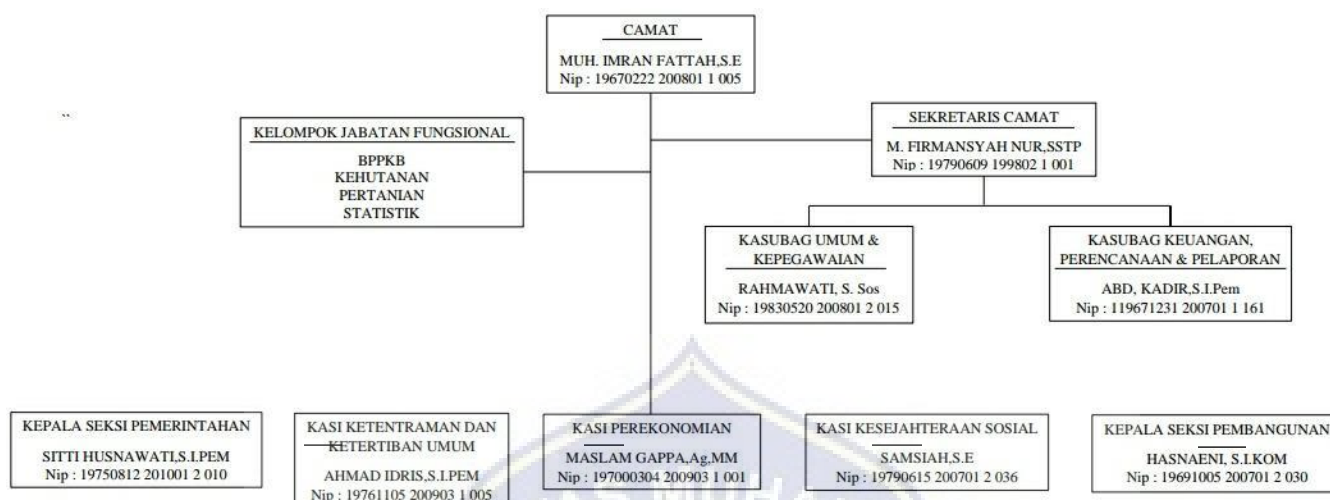 CAMAT
MUH. IMRAN FATTAH,S.E
Nip : 19670222 200801 1 005
``
KELOMPOK JABATAN FUNGSIONAL
BPPKB
KEHUTANAN
PERTANIAN
STATISTIK
SEKRETARIS CAMAT
M. FIRMANSYAH NUR,SSTP
Nip : 19790609 199802 1 001
KASUBAG UMUM &
KEPEGAWAIAN
RAHMAWATI, S. Sos
Nip : 19830520 200801 2 015
KASUBAG KEUANGAN,
PERENCANAAN & PELAPORAN
ABD, KADIR,S.I.Pem
Nip : 119671231 200701 1 161
KEPALA SEKSI PEMERINTAHAN
SITTI HUSNAWATI,S.I.PEM
Nip : 19750812 201001 2 010
KASI KETENTRAMAN DAN
KETERTIBAN UMUM
AHMAD IDRIS,S.I.PEM
Nip : 19761105 200903 1 005
KASI PEREKONOMIAN
MASLAM GAPPA,Ag,MM
Nip : 197000304 200903 1 001
KASI KESEJAHTERAAN SOSIAL
SAMSIAH,S.E
Nip : 19790615 200701 2 036
KEPALA SEKSI PEMBANGUNAN
HASNAENI, S.I.KOM
Nip : 19691005 200701 2 030